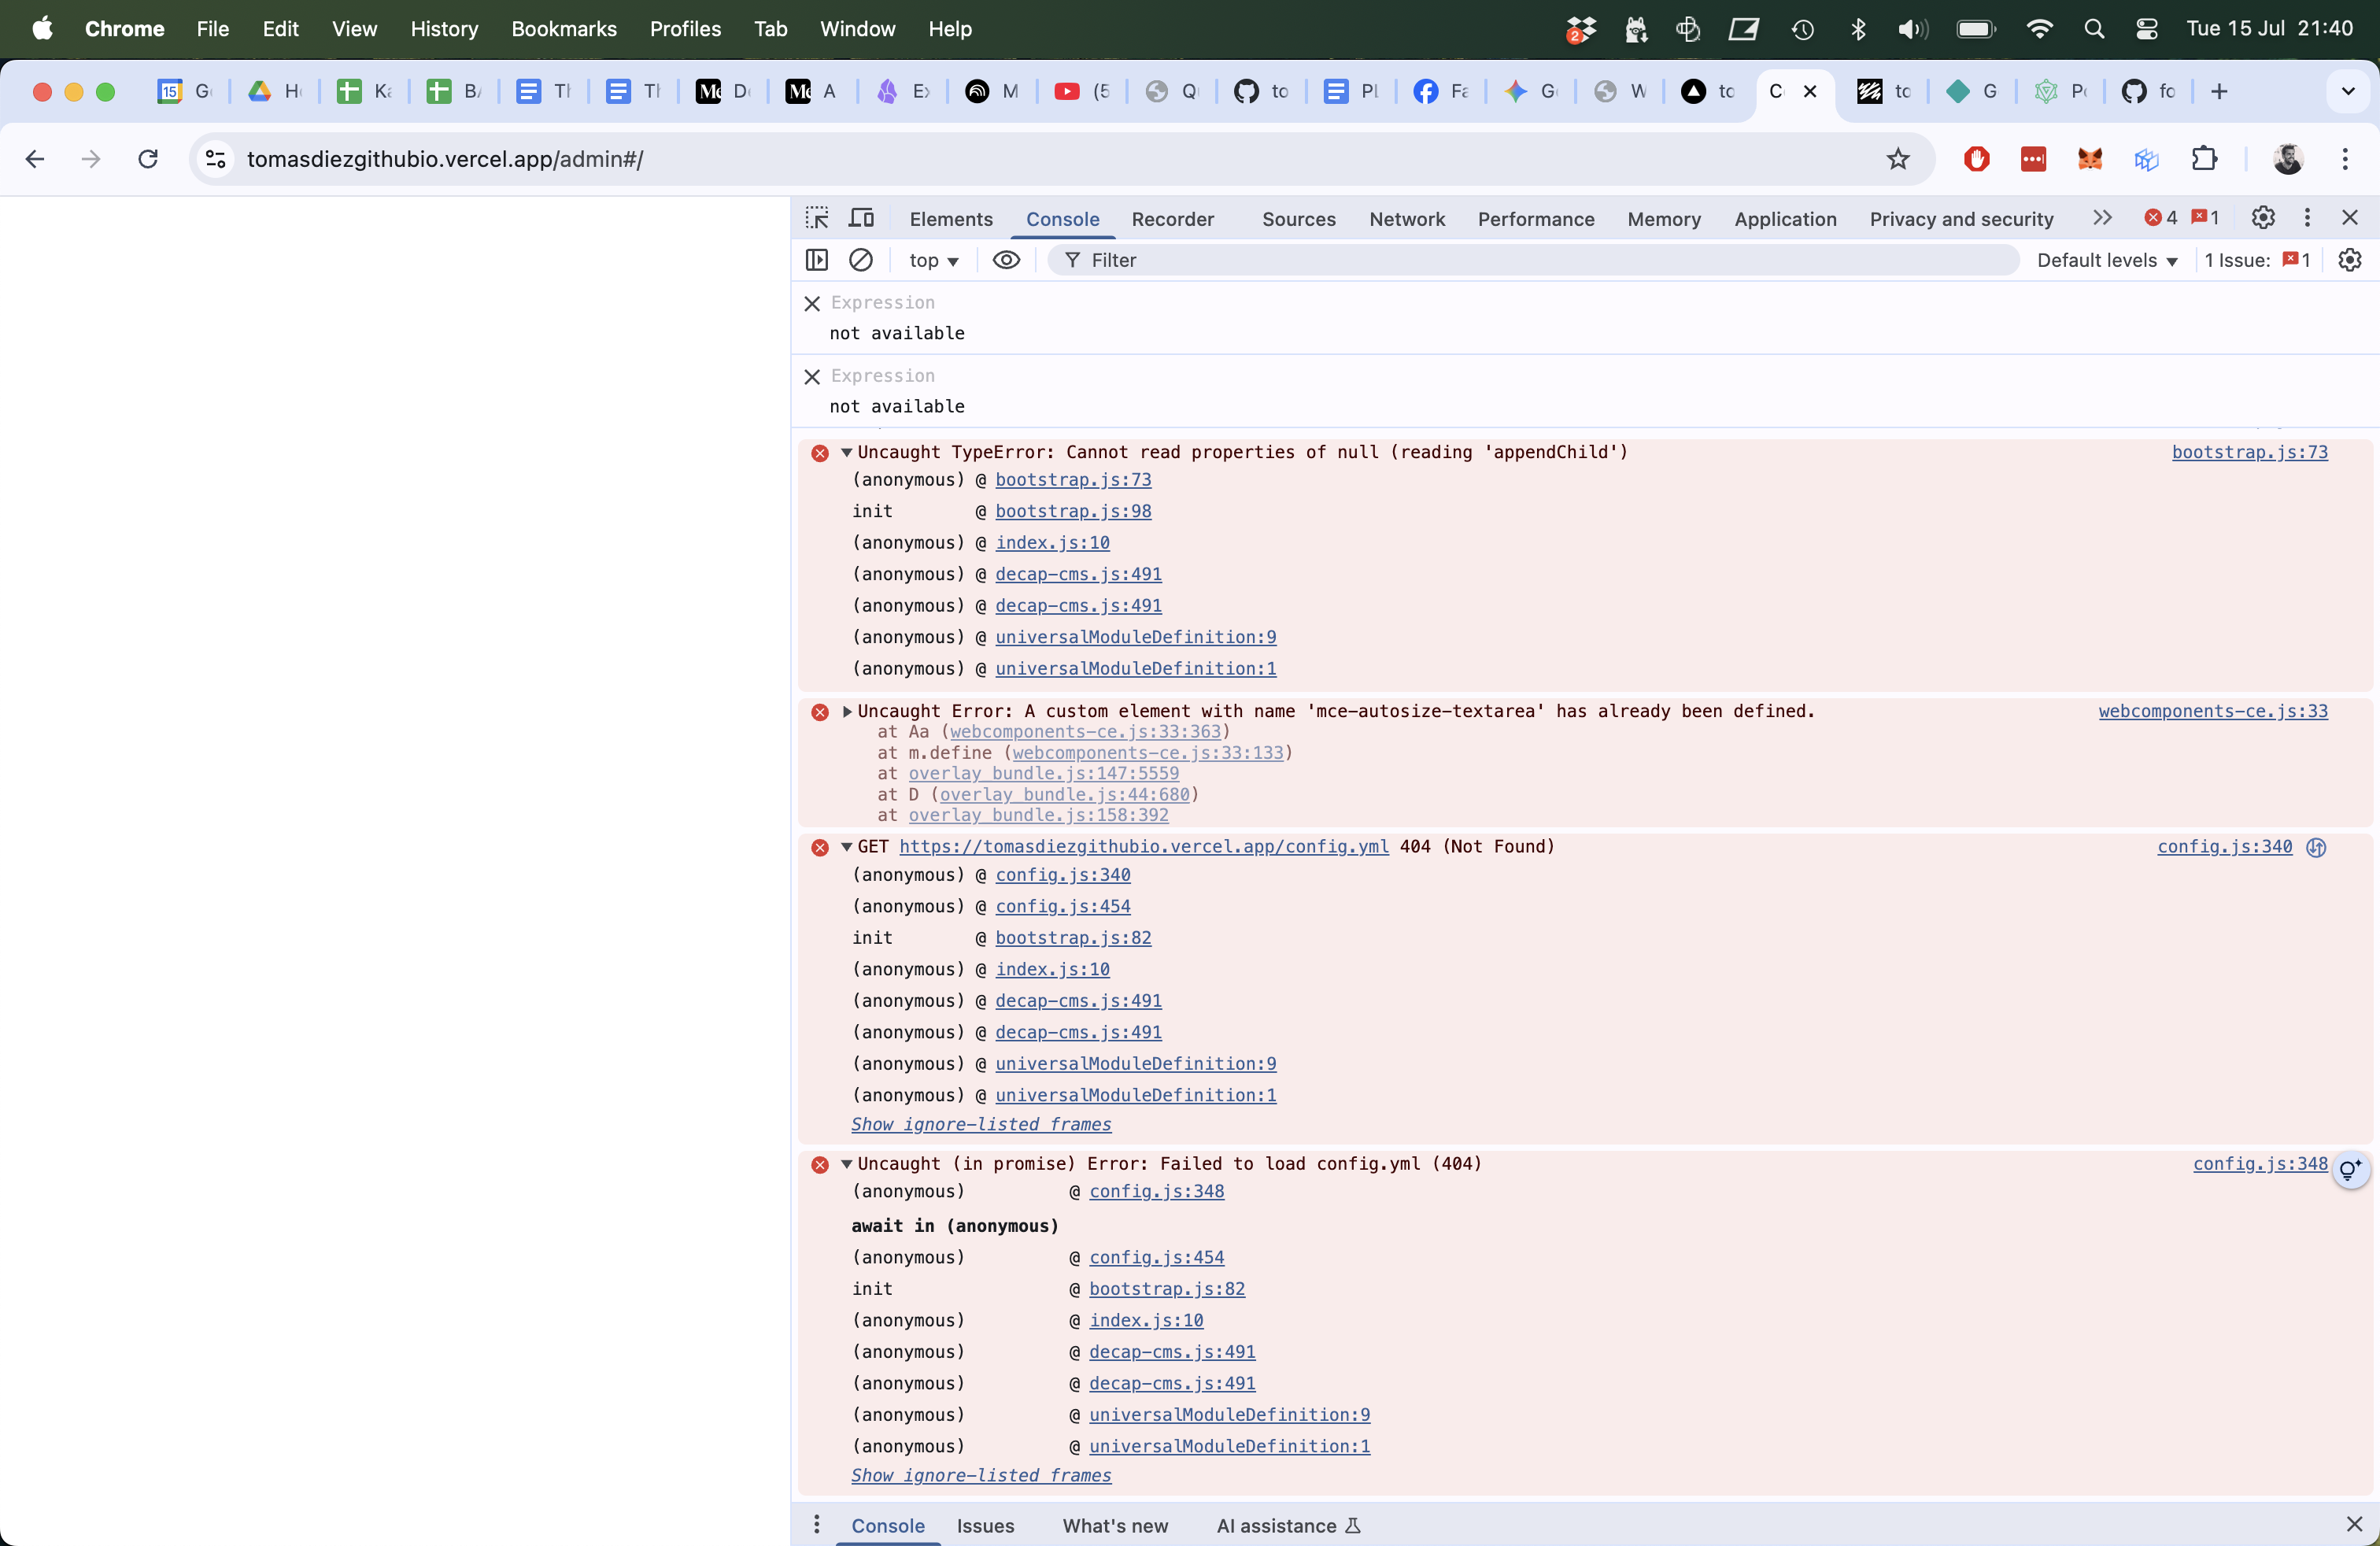 Chrome File Edit View History Bookmarks Profiles Tab Window Help 2 Tue 15 Jul 21:40
15 G H K B Th Th Me D Me A E M (5 Q to Pl Fa G W to C to G P fo
tomasdiezgithubio.vercel.app/admin#/
Elements Console Recorder Sources Network Performance Memory Application Privacy and security 4 1
top Filter Default levels 1 Issue: 1
Expression
not available
Expression
not available
Uncaught TypeError: Cannot read properties of null (reading 'appendChild') bootstrap.js:73
(anonymous) @ bootstrap.js:73
init @ bootstrap.js:98
(anonymous) @ index.js:10
(anonymous) @ decap-cms.js:491
(anonymous) @ decap-cms.js:491
(anonymous) @ universalModuleDefinition:9
(anonymous) @ universalModuleDefinition:1
Uncaught Error: A custom element with name 'mce-autosize-textarea' has already been defined. webcomponents-ce.js:33
at Aa (webcomponents-ce.js:33:363)
at m.define (webcomponents-ce.js:33:133)
at overlay_bundle.js:147:5559
at D (overlay_bundle.js:44:680)
at overlay_bundle.js:158:392
GET https://tomasdiezgithubio.vercel.app/config.yml 404 (Not Found) config.js:340
(anonymous) @ config.js:340
(anonymous) @ config.js:454
init @ bootstrap.js:82
(anonymous) @ index.js:10
(anonymous) @ decap-cms.js:491
(anonymous) @ decap-cms.js:491
(anonymous) @ universalModuleDefinition:9
(anonymous) @ universalModuleDefinition:1
Show ignore-listed frames
Uncaught (in promise) Error: Failed to load config.yml (404) config.js:348
(anonymous) @ config.js:348
await in (anonymous)
(anonymous) @ config.js:454
init @ bootstrap.js:82
(anonymous) @ index.js:10
(anonymous) @ decap-cms.js:491
(anonymous) @ decap-cms.js:491
(anonymous) @ universalModuleDefinition:9
(anonymous) @ universalModuleDefinition:1
Show ignore-listed frames
Console Issues What's new AI assistance